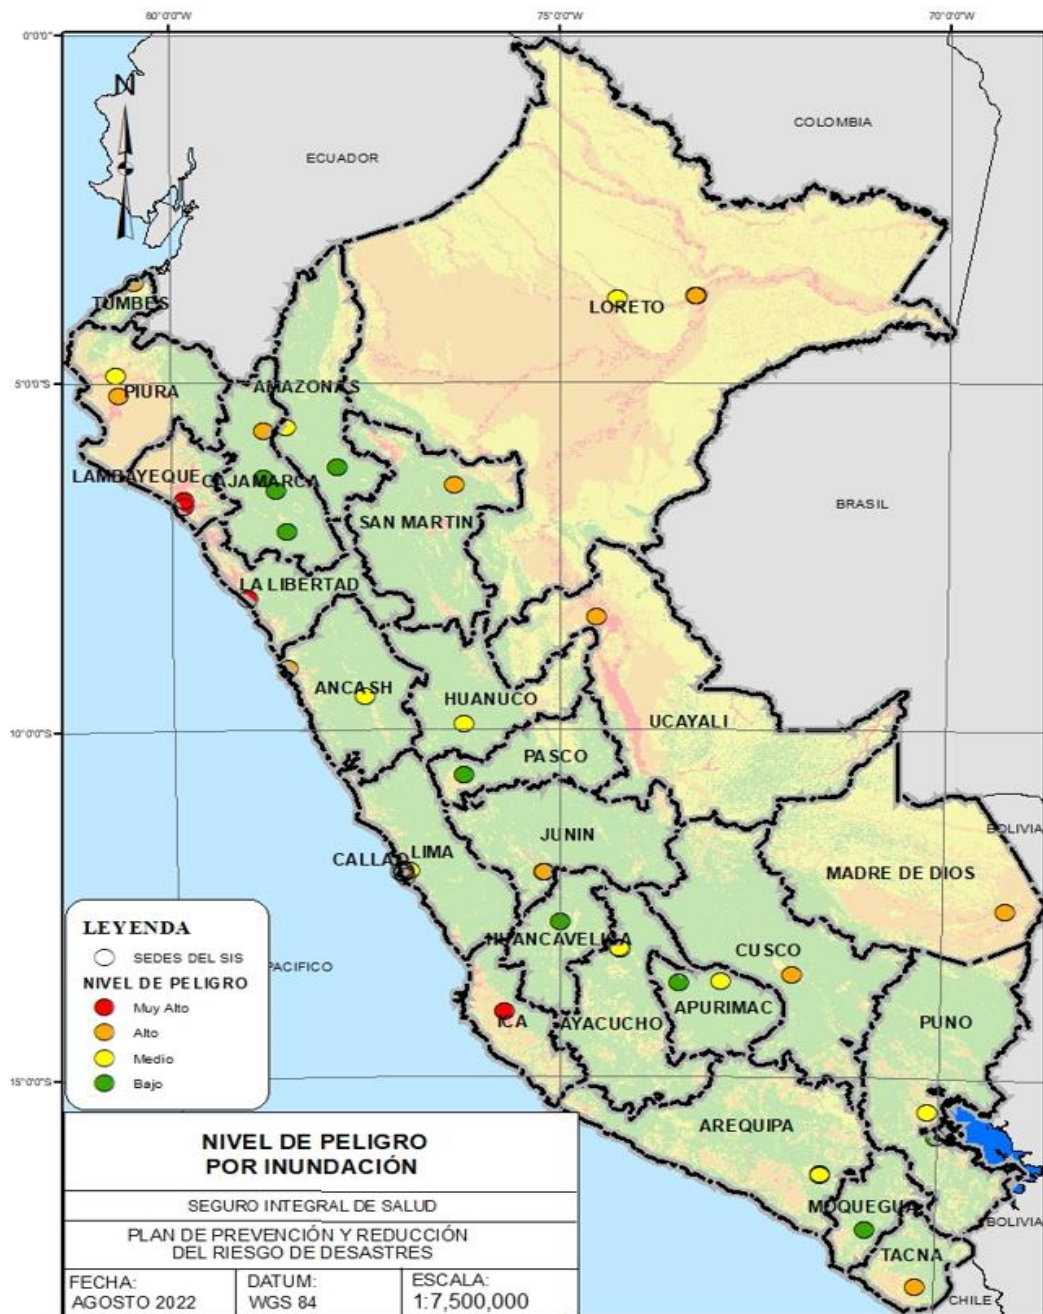 80°0'0"W
75°0'0"W
70°0'0"W
0°0'0"
N
COLOMBIA
ECUADOR
TUMBES
LORETO
5°0'0"S
PIURA
AMAZONAS
LAMBAYEQUE
CAJAMARCA
SAN MARTIN
BRASIL
LA LIBERTAD
ANCASH
HUANUCO
UCAYALI
10°0'0"S
PASCO
JUNIN
BOLIVIA
CALLAO
LIMA
MADRE DE DIOS
HUANCAVELICA
CUSCO
PACIFICO
ICA
AYACUCHO
APURIMAC
PUNO
15°0'0"S
AREQUIPA
MOQUEGUA
BOLIVIA
TACNA
CHILE
LEYENDA
SEDES DEL SIS
NIVEL DE PELIGRO
Muy Alto
Alto
Medio
Bajo
NIVEL DE PELIGRO
POR INUNDACIÓN
SEGURO INTEGRAL DE SALUD
PLAN DE PREVENCIÓN Y REDUCCIÓN
DEL RIESGO DE DESASTRES
FECHA:
AGOSTO 2022
DATUM:
WGS 84
ESCALA:
1:7,500,000